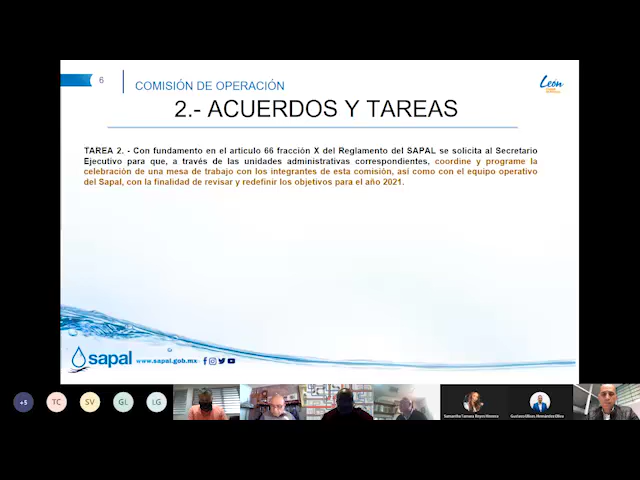 6
COMISIÓN DE OPERACIÓN
León
2.- ACUERDOS Y TAREAS
TAREA 2. - Con fundamento en el artículo 66 fracción X del Reglamento del SAPAL se solicita al Secretario
Ejecutivo para que, a través de las unidades administrativas correspondientes, coordine y programe la
celebración de una mesa de trabajo con los integrantes de esta comisión, así como con el equipo operativo
del Sapal, con la finalidad de revisar y redefinir los objetivos para el año 2021.
sapal
www.sapal.gob.mx
+3
TC
SV
GL
LG